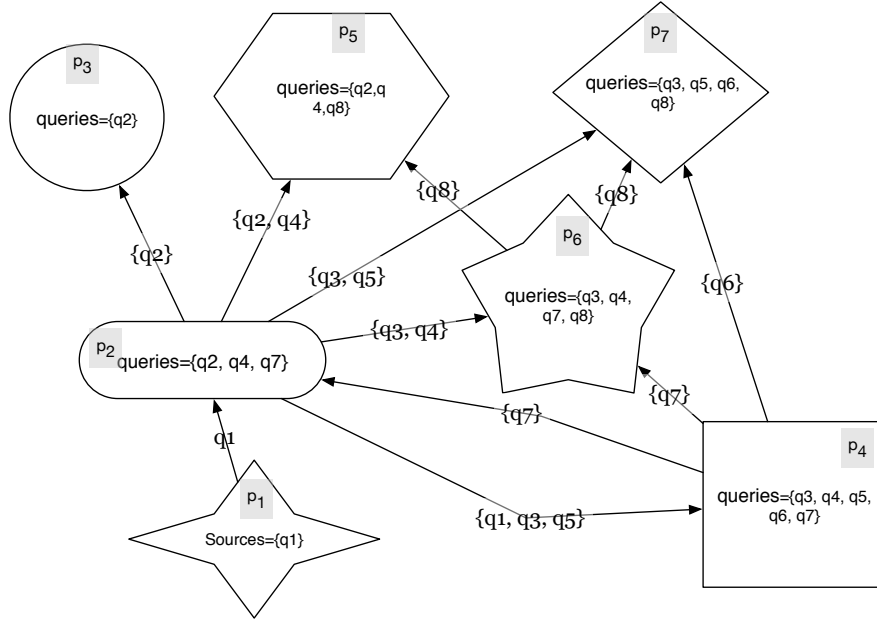 p3
queries={q2}
p5
queries={q2,q
4,q8}
p7
queries={q3, q5, q6,
q8}
{q8}
{q8}
{q2, q4}
{q2}
{q3, q5}
p6
queries={q3, q4,
q7, q8}
{q6}
{q3, q4}
p2
queries={q2, q4, q7}
{q7}
{q7}
q1
p4
queries={q3, q4, q5,
q6, q7}
{q1, q3, q5}
p1
Sources={q1}